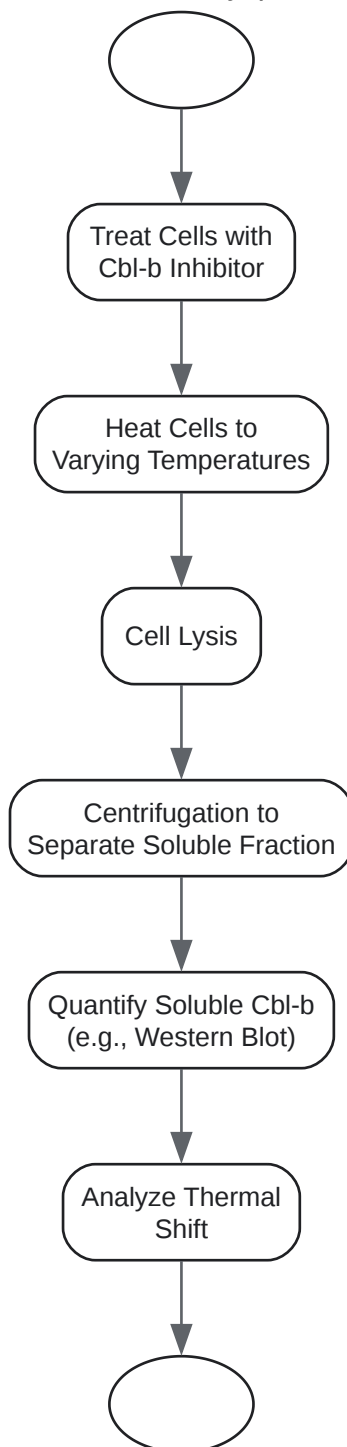 Treat Cells with
Cbl-b Inhibitor
Heat Cells to
Varying Temperatures
Cell Lysis
Centrifugation to
Separate Soluble Fraction
Quantify Soluble Cbl-b
(e.g., Western Blot)
Analyze Thermal
Shift